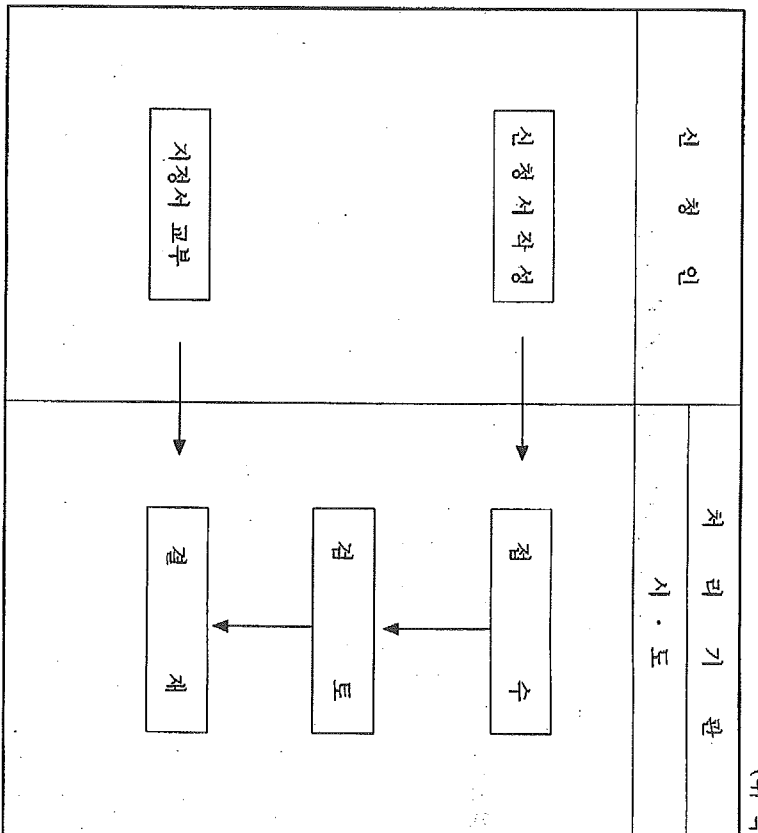 신 청 인
처 리 기 관
시 · 도
신 청 서 작 성
접 수
검 토
지정서 교부
결 재